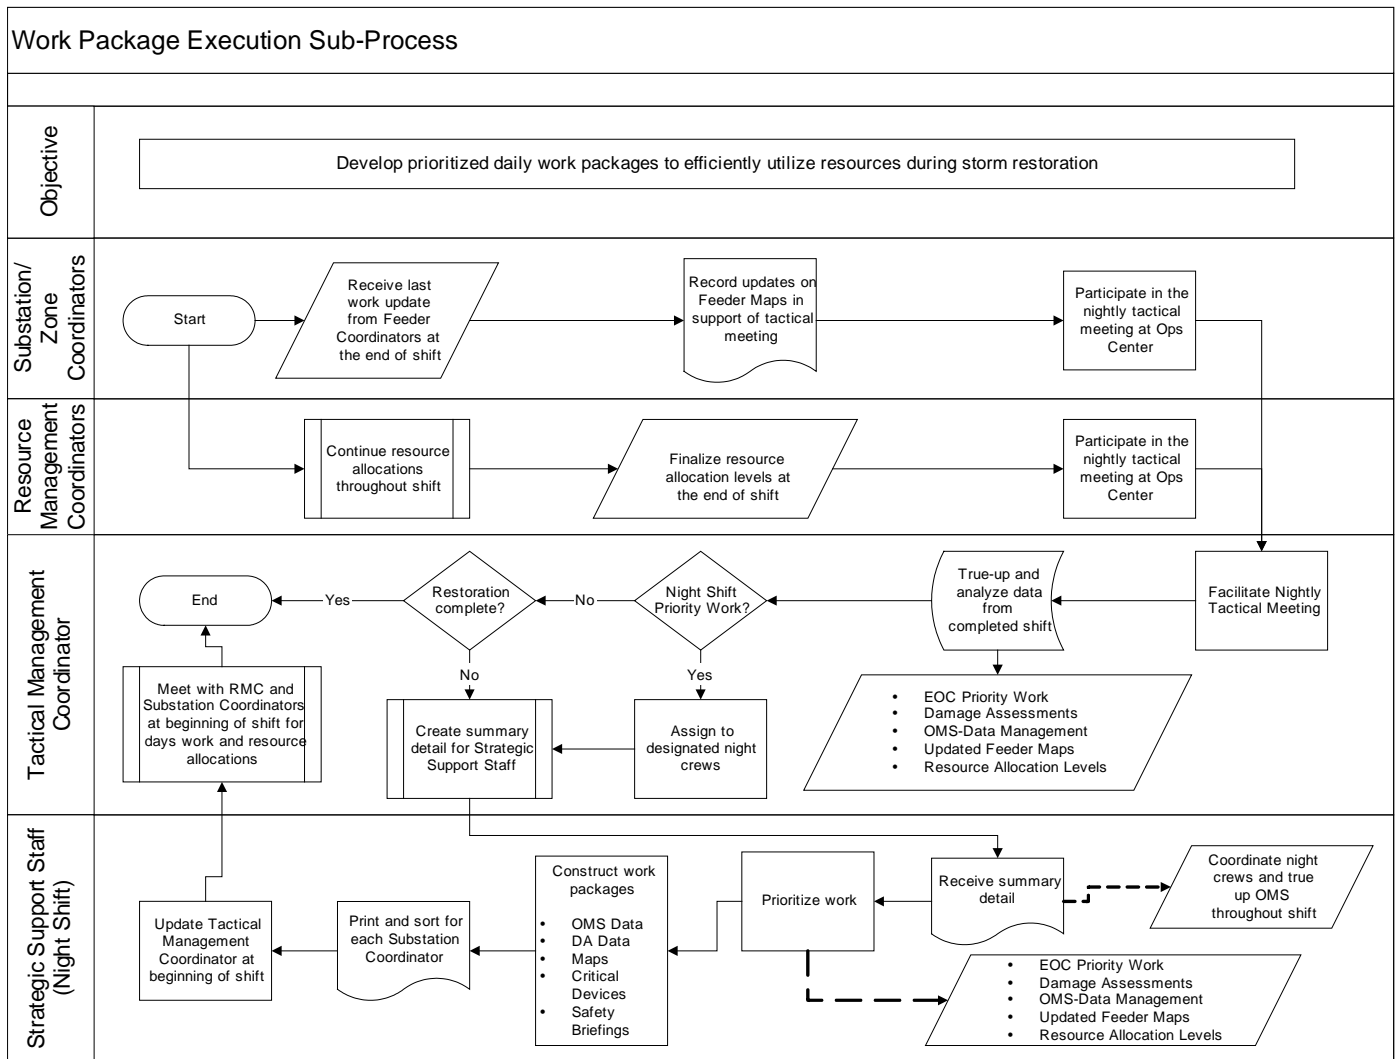 Work Package Execution Sub-Process
Objective
Develop prioritized daily work packages to efficiently utilize resources during storm restoration
Substation/
Zone
Coordinators
Start
Receive last
work update
from Feeder
Coordinators at
the end of shift
Record updates on
Feeder Maps in
support of tactical
meeting
Participate in the
nightly tactical
meeting at Ops
Center
Resource
Management
Coordinators
Continue resource
allocations
throughout shift
Finalize resource
allocation levels at
the end of shift
Participate in the
nightly tactical
meeting at Ops
Center
Tactical Management
Coordinator
End
Yes
Restoration
complete?
No
Night Shift
Priority Work?
True-up and
analyze data
from
completed shift
Facilitate Nightly
Tactical Meeting
No
Yes
Meet with RMC and
Substation Coordinators
at beginning of shift for
days work and resource
allocations
Create summary
detail for Strategic
Support Staff
Assign to
designated night
crews
• EOC Priority Work
• Damage Assessments
• OMS-Data Management
• Updated Feeder Maps
• Resource Allocation Levels
Strategic Support Staff
(Night Shift)
Update Tactical
Management
Coordinator at
beginning of shift
Print and sort for
each Substation
Coordinator
Construct work
packages
• OMS Data
• DA Data
• Maps
• Critical
Devices
• Safety
Briefings
Prioritize work
Receive summary
detail
Coordinate night
crews and true
up OMS
throughout shift
• EOC Priority Work
• Damage Assessments
• OMS-Data Management
• Updated Feeder Maps
• Resource Allocation Levels